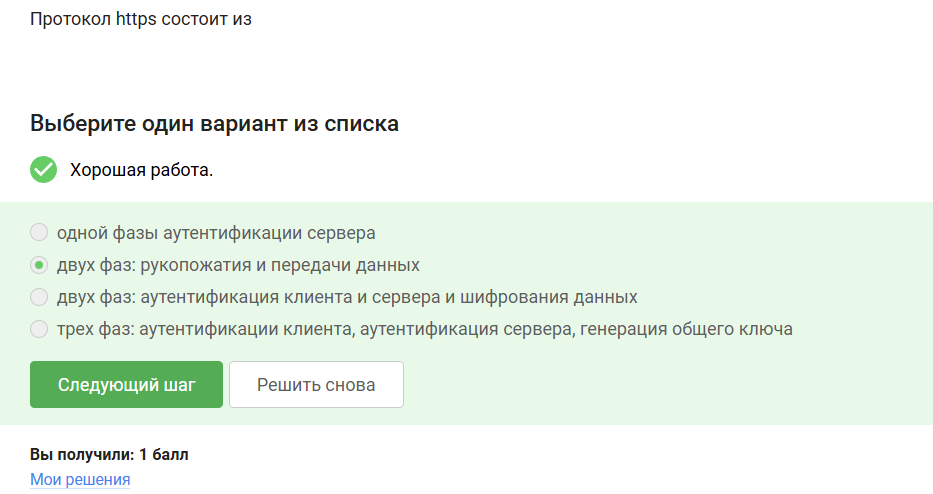 Протокол https состоит из
Выберите один вариант из списка
Хорошая работа.
одной фазы аутентификации сервера
двух фаз: рукопожатия и передачи данных
двух фаз: аутентификация клиента и сервера и шифрования данных
трех фаз: аутентификации клиента, аутентификация сервера, генерация общего ключа
Следующий шаг
Решить снова
Вы получили: 1 балл
Мои решения